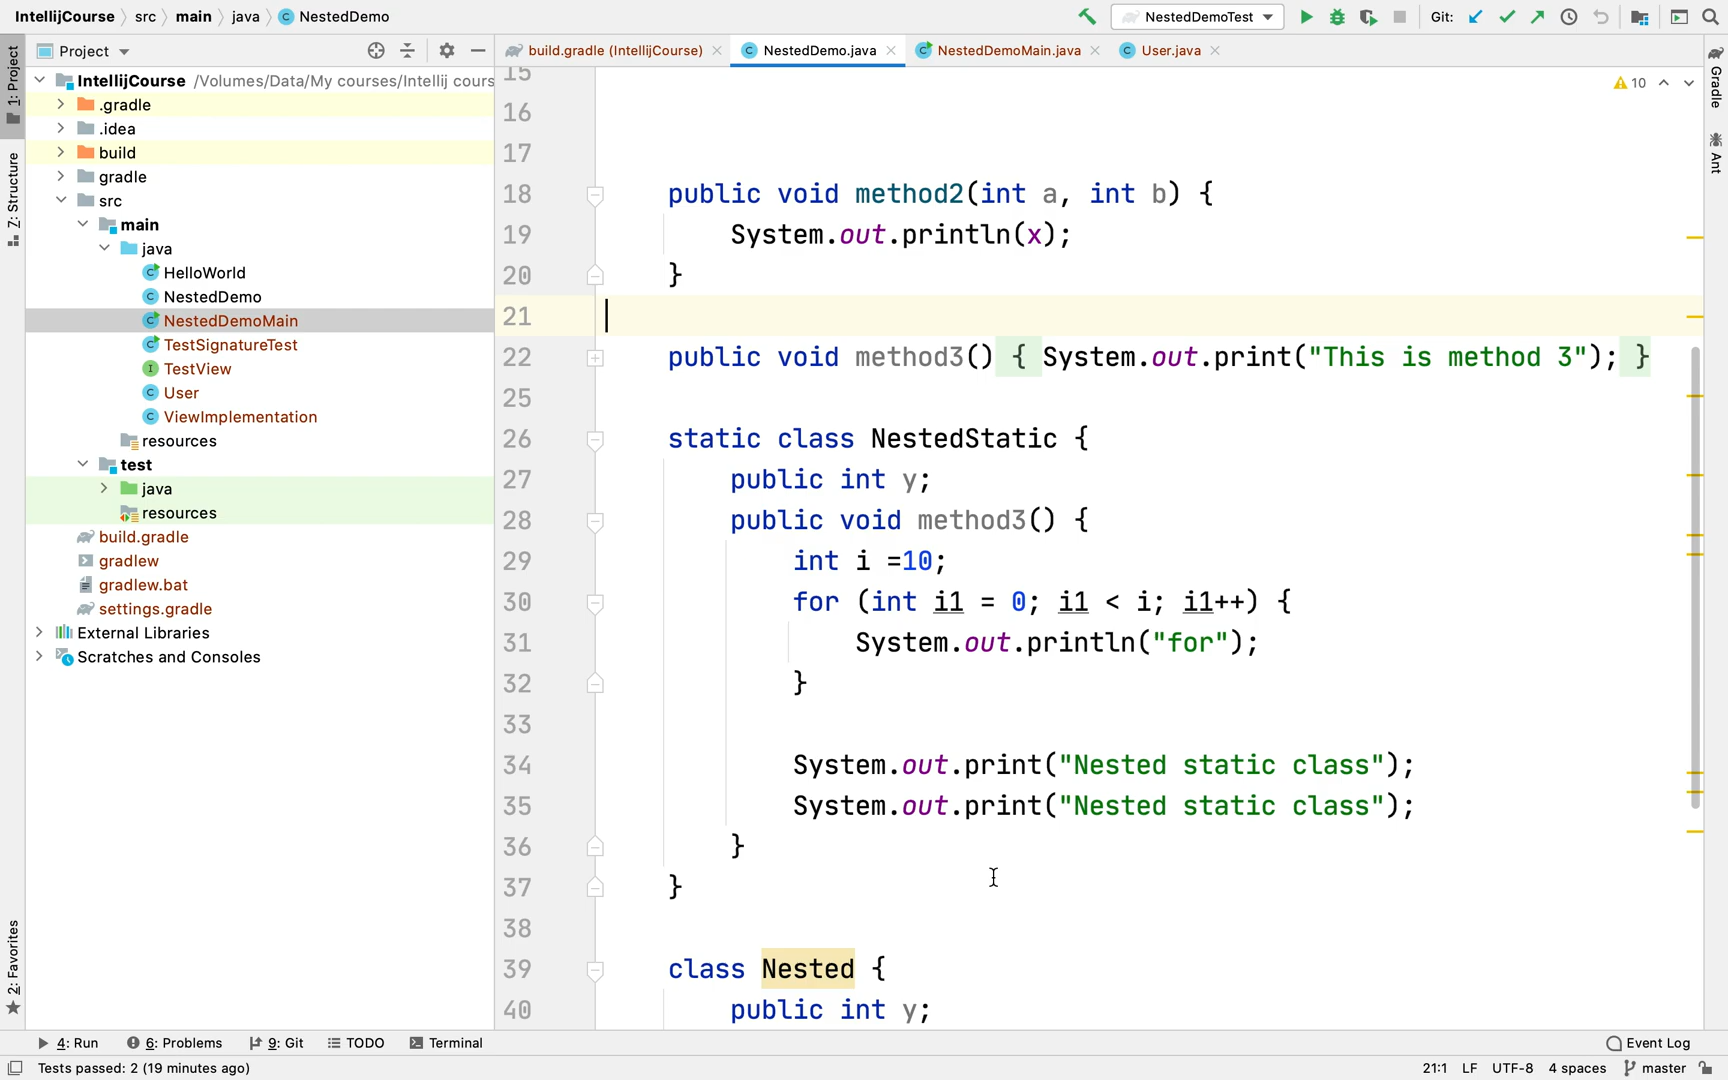 IntellijCourse src main java NestedDemo
NestedDemoTest
Git:
Project
build.gradle (IntellijCourse)
NestedDemo.java
NestedDemoMain.java
User.java
1: Project
7: Structure
2: Favorites
Gradle
Ant
IntellijCourse /Volumes/Data/My courses/Intellij cours
.gradle
.idea
build
gradle
src
main
java
HelloWorld
NestedDemo
NestedDemoMain
TestSignatureTest
TestView
User
ViewImplementation
resources
test
java
resources
build.gradle
gradlew
gradlew.bat
settings.gradle
External Libraries
Scratches and Consoles
10
15
16
17
18 public void method2(int a, int b) {
19 System.out.println(x);
20 }
21
22 public void method3() { System.out.print("This is method 3"); }
25
26 static class NestedStatic {
27 public int y;
28 public void method3() {
29 int i =10;
30 for (int i1 = 0; i1 < i; i1++) {
31 System.out.println("for");
32 }
33
34 System.out.print("Nested static class");
35 System.out.print("Nested static class");
36 }
37 }
38
39 class Nested {
40 public int y;
4: Run
6: Problems
9: Git
TODO
Terminal
Event Log
Tests passed: 2 (19 minutes ago)
21:1 LF UTF-8 4 spaces master